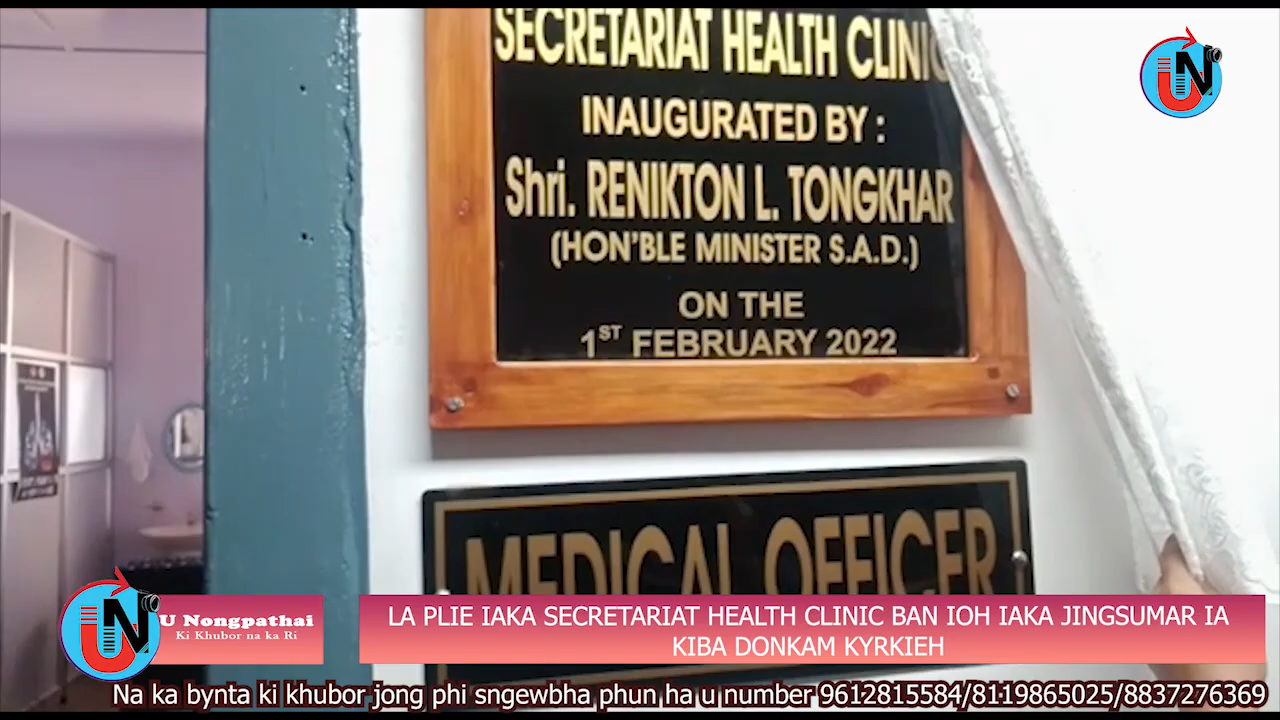 SECRETARIAT HEALTH CLINIC
INAUGURATED BY :
Shri. RENIKTON L. TONGKHAR
(HON'BLE MINISTER S.A.D.)
ON THE
1ST FEBRUARY 2022
MEDICAL OFFICER
UN
UN
U Nongpathai
Ki Khubor na ka Ri
LA PLIE IAKA SECRETARIAT HEALTH CLINIC BAN IOH IAKA JINGSUMAR IA
KIBA DONKAM KYRKIEH
Na ka bynta ki khubor jong phi sngewbha phun ha u number 9612815584/8119865025/8837276369